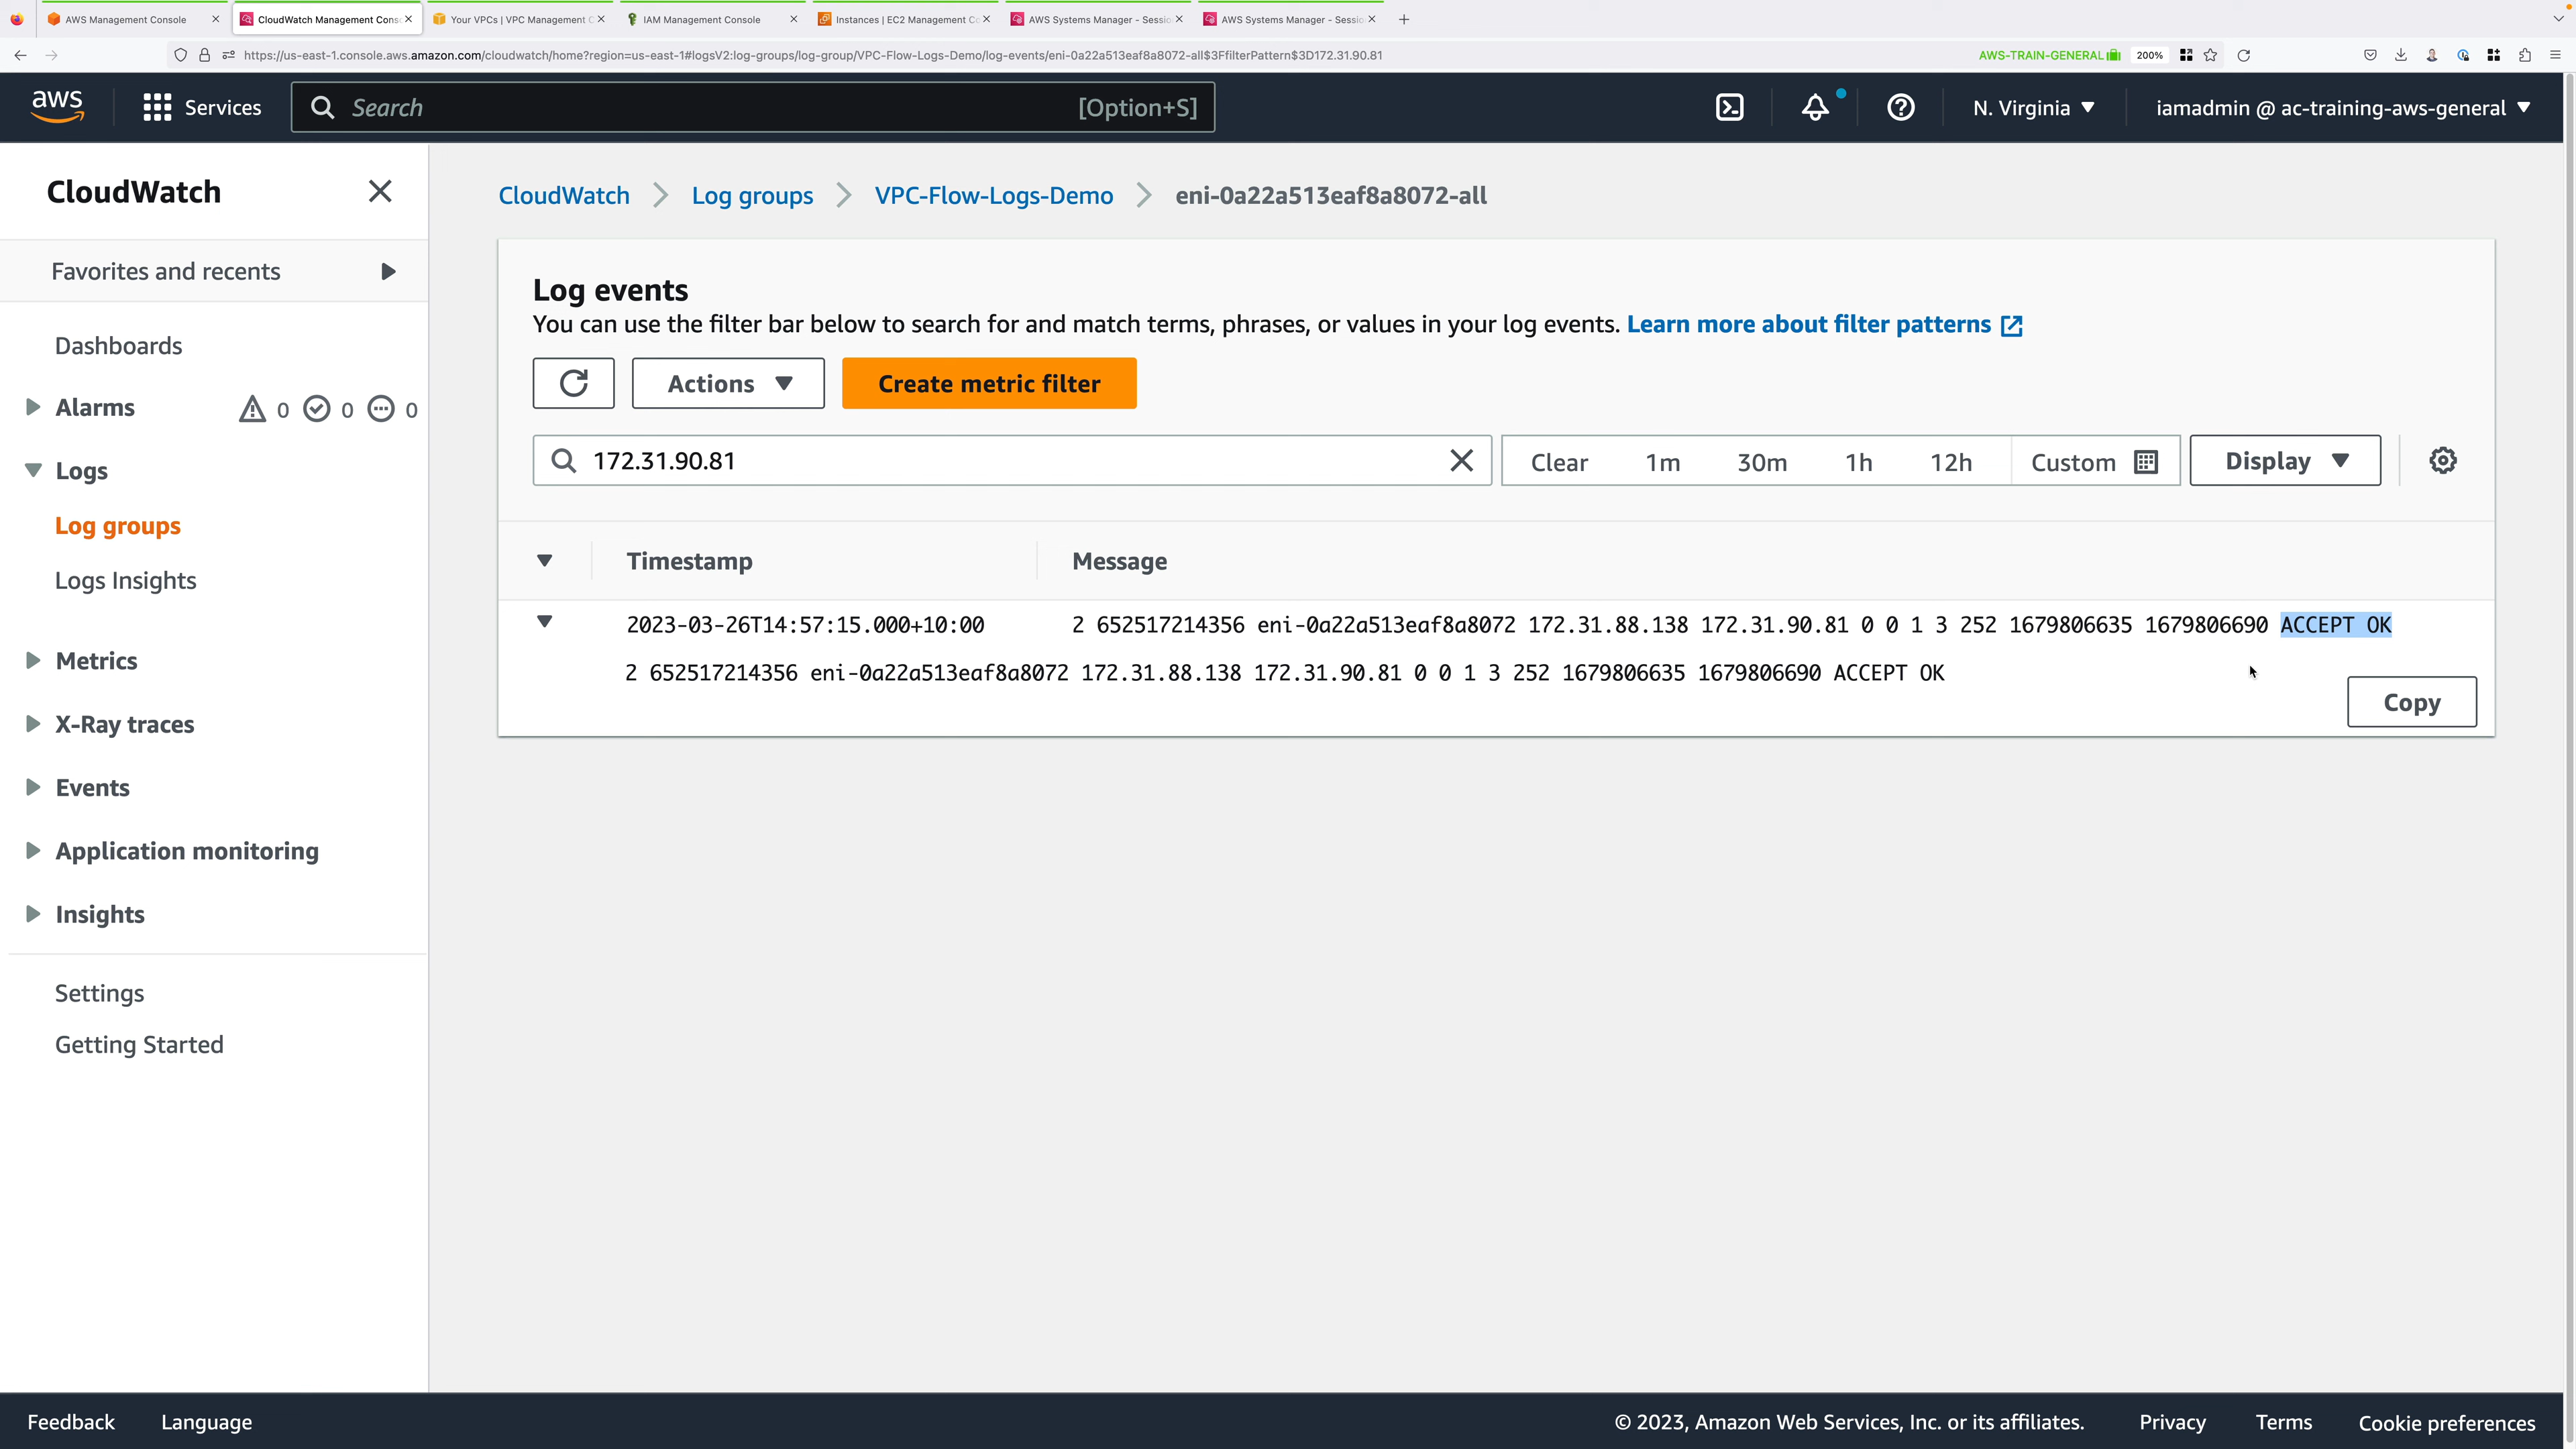 AWS Management Console
CloudWatch Management Conso
Your VPCs | VPC Management C
IAM Management Console
Instances | EC2 Management Co
AWS Systems Manager - Sessio
AWS Systems Manager - Sessio
https://us-east-1.console.aws.amazon.com/cloudwatch/home?region=us-east-1#logsV2:log-groups/log-group/VPC-Flow-Logs-Demo/log-events/eni-0a22a513eaf8a8072-all$3FfilterPattern$3D172.31.90.81
AWS-TRAIN-GENERAL
200%
aws
Services
Search
[Option+S]
N. Virginia
iamadmin @ ac-training-aws-general
CloudWatch
Favorites and recents
Dashboards
Alarms 0 0 0
Logs
Log groups
Logs Insights
Metrics
X-Ray traces
Events
Application monitoring
Insights
Settings
Getting Started
CloudWatch
Log groups
VPC-Flow-Logs-Demo
eni-0a22a513eaf8a8072-all
Log events
You can use the filter bar below to search for and match terms, phrases, or values in your log events. Learn more about filter patterns
Actions
Create metric filter
172.31.90.81
Clear 1m 30m 1h 12h Custom
Display
Timestamp Message
2023-03-26T14:57:15.000+10:00 2 652517214356 eni-0a22a513eaf8a8072 172.31.88.138 172.31.90.81 0 0 1 3 252 1679806635 1679806690 ACCEPT OK
2 652517214356 eni-0a22a513eaf8a8072 172.31.88.138 172.31.90.81 0 0 1 3 252 1679806635 1679806690 ACCEPT OK
Copy
Feedback
Language
© 2023, Amazon Web Services, Inc. or its affiliates.
Privacy
Terms
Cookie preferences